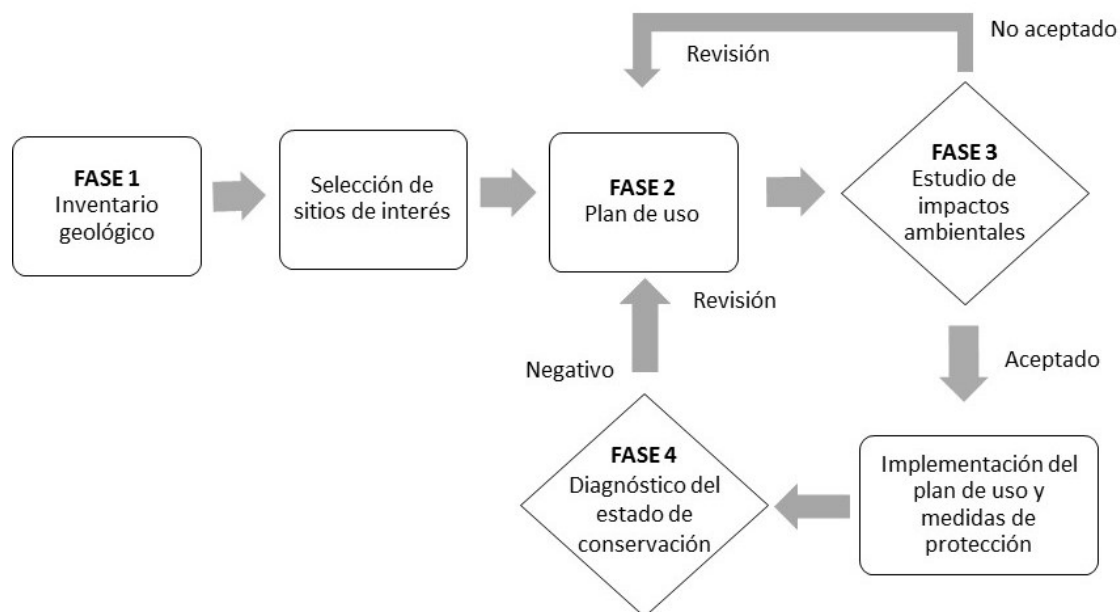 No aceptado
Revisión
FASE 1
Inventario
geológico
Selección de
sitios de interés
FASE 2
Plan de uso
FASE 3
Estudio de
impactos
ambientales
Revisión
Aceptado
Negativo
FASE 4
Diagnóstico del
estado de
conservación
Implementación del
plan de uso y
medidas de
protección